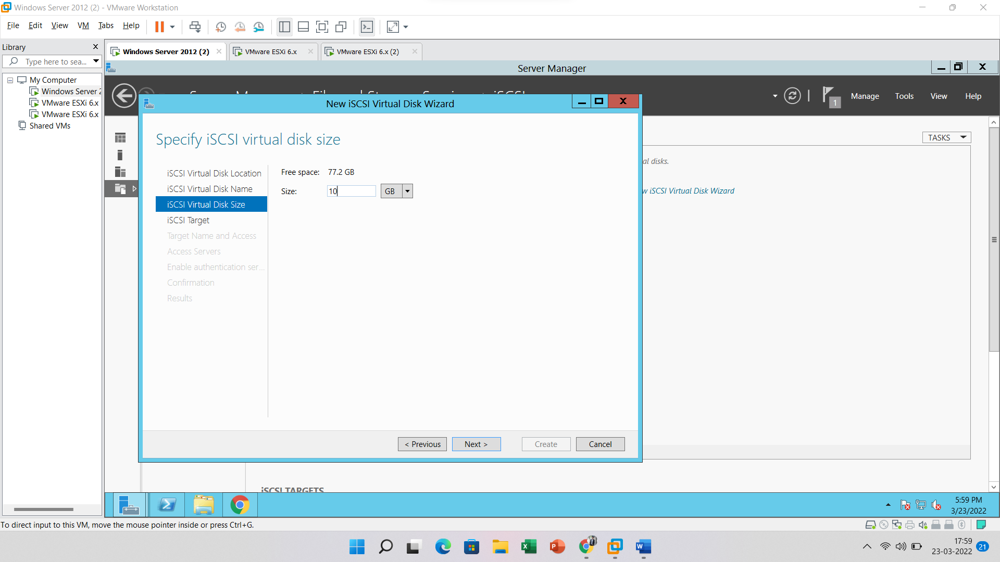 Windows Server 2012 (2) - VMware Workstation
File Edit View VM Tabs Help
Library
Type here to sea...
My Computer
Windows Server 2
VMware ESXi 6.x
VMware ESXi 6.x
Shared VMs
Windows Server 2012 (2)
VMware ESXi 6.x
VMware ESXi 6.x (2)
Server Manager
1
Manage Tools View Help
New iSCSI Virtual Disk Wizard
Specify iSCSI virtual disk size
iSCSI Virtual Disk Location
iSCSI Virtual Disk Name
iSCSI Virtual Disk Size
iSCSI Target
Target Name and Access
Access Servers
Enable authentication ser...
Confirmation
Results
Free space: 77.2 GB
Size: 10 GB
< Previous Next > Create Cancel
TASKS
al disks.
w iSCSI Virtual Disk Wizard
iSCSI TARGETS
5:59 PM
3/23/2022
To direct input to this VM, move the mouse pointer inside or press Ctrl+G.
17:59
23-03-2022
21